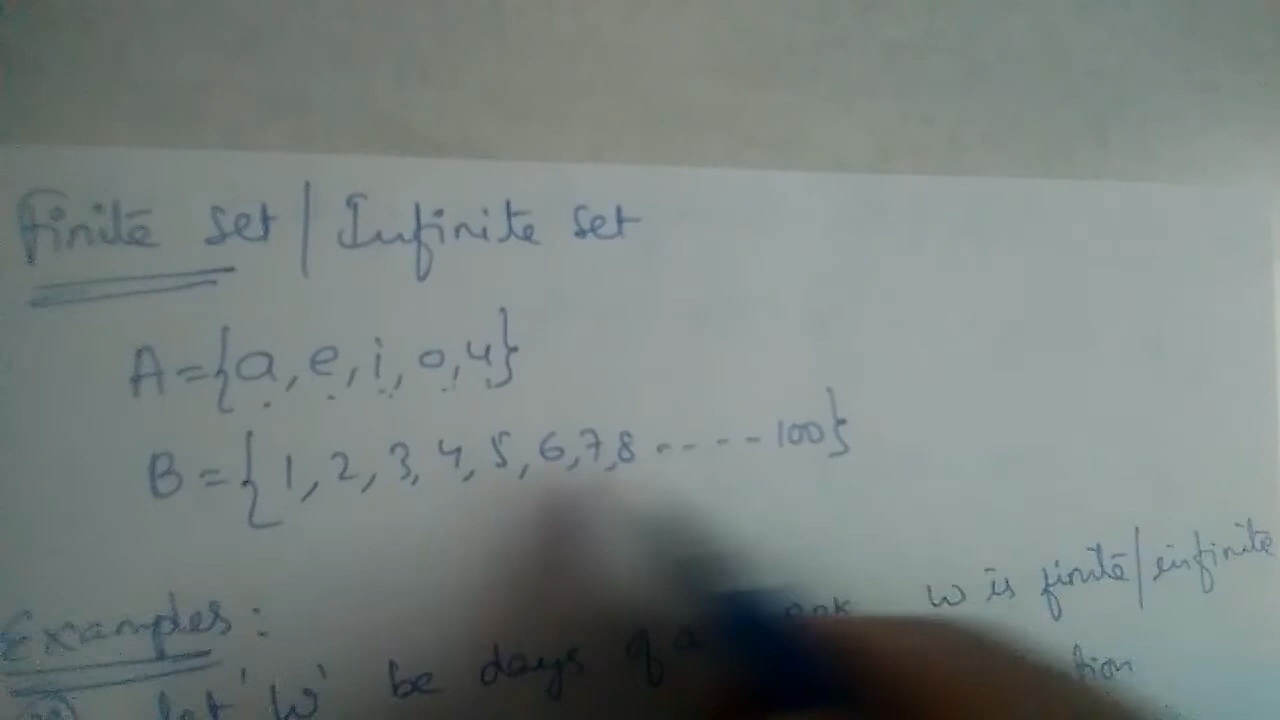 Finite set | Infinite set
A = {a, e, i, o, u}
B = { 1, 2, 3, 4, 5, 6, 7, 8 ----- 100}
Examples:
W is finite/infinite
let 'W' be days of a
tion